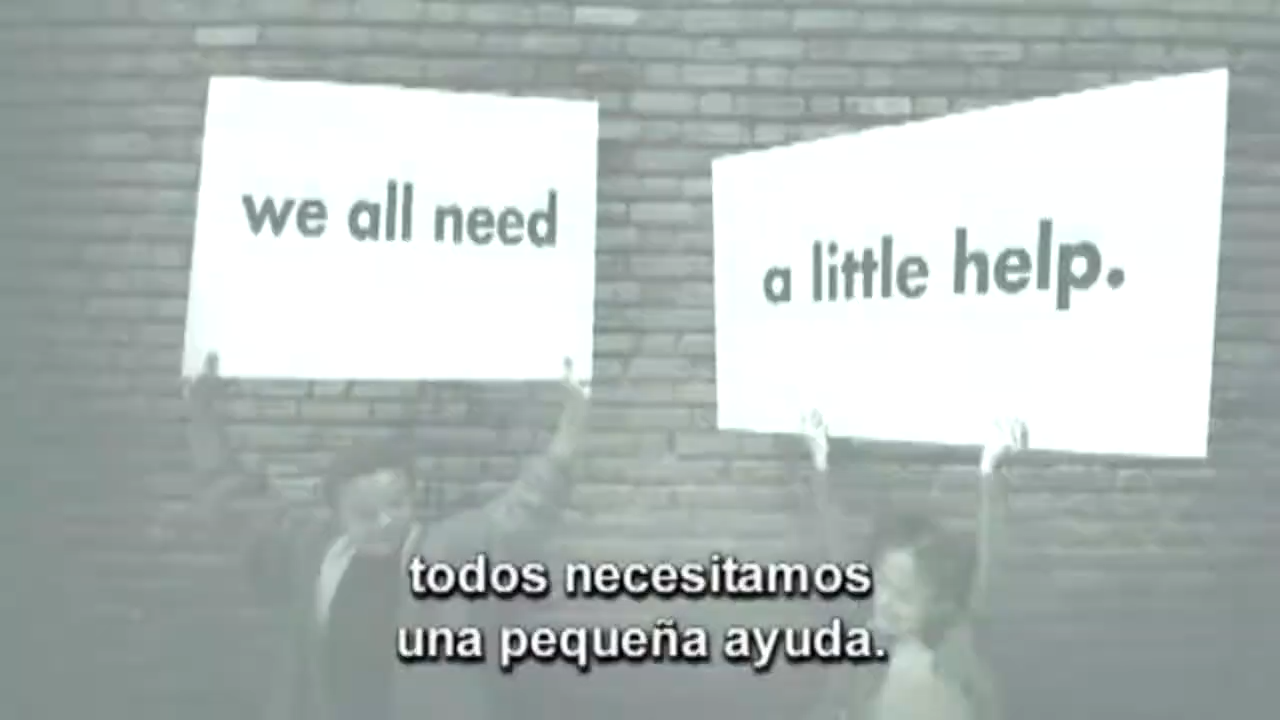 we all need
a little help.
todos necesitamos
una pequeña ayuda.